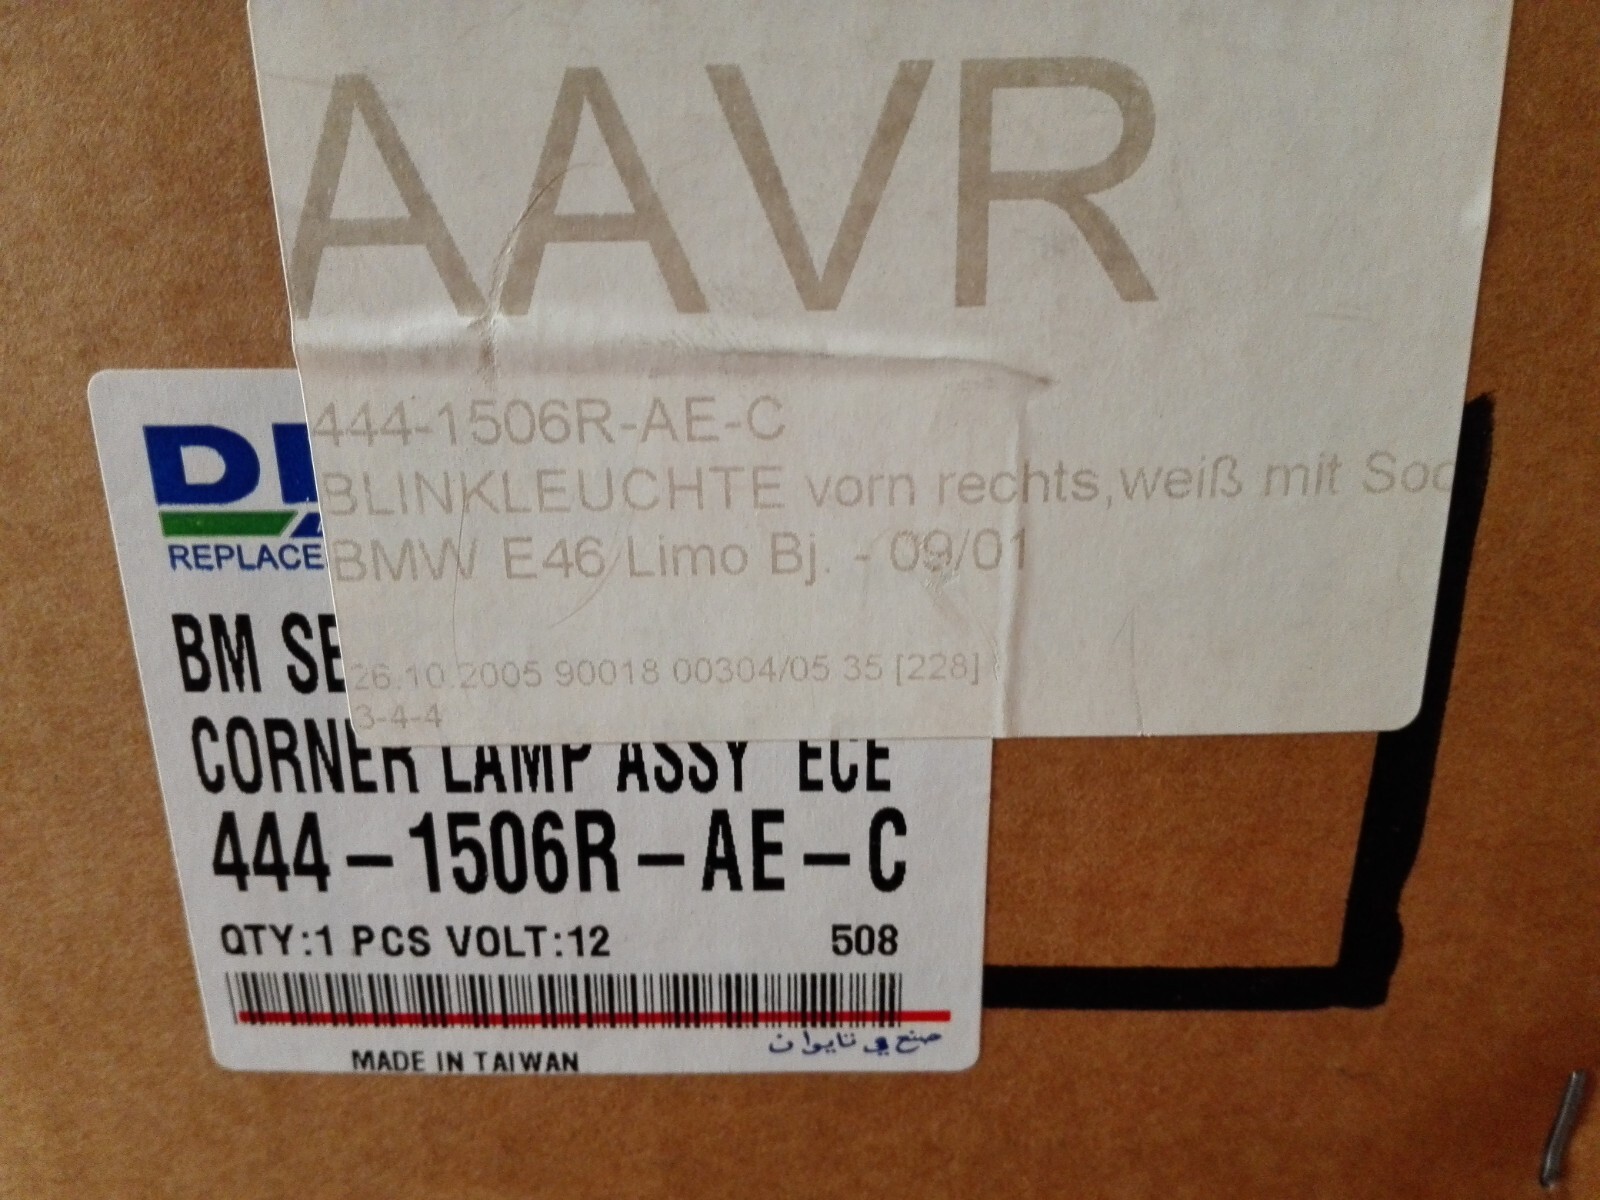 AAVR
444-1506R-AE-C
BLINKLEUCHTE vorn rechts,weiß mit Soc
BMW E46 Limo Bj. - 09/01
26.10.2005 90018 00304/05 35 [228]
3-4-4
REPLACE
BM SE
CORNER LAMP ASSY ECE
444-1506R-AE-C
QTY:1 PCS VOLT:12 508
صنع في تايوان
MADE IN TAIWAN